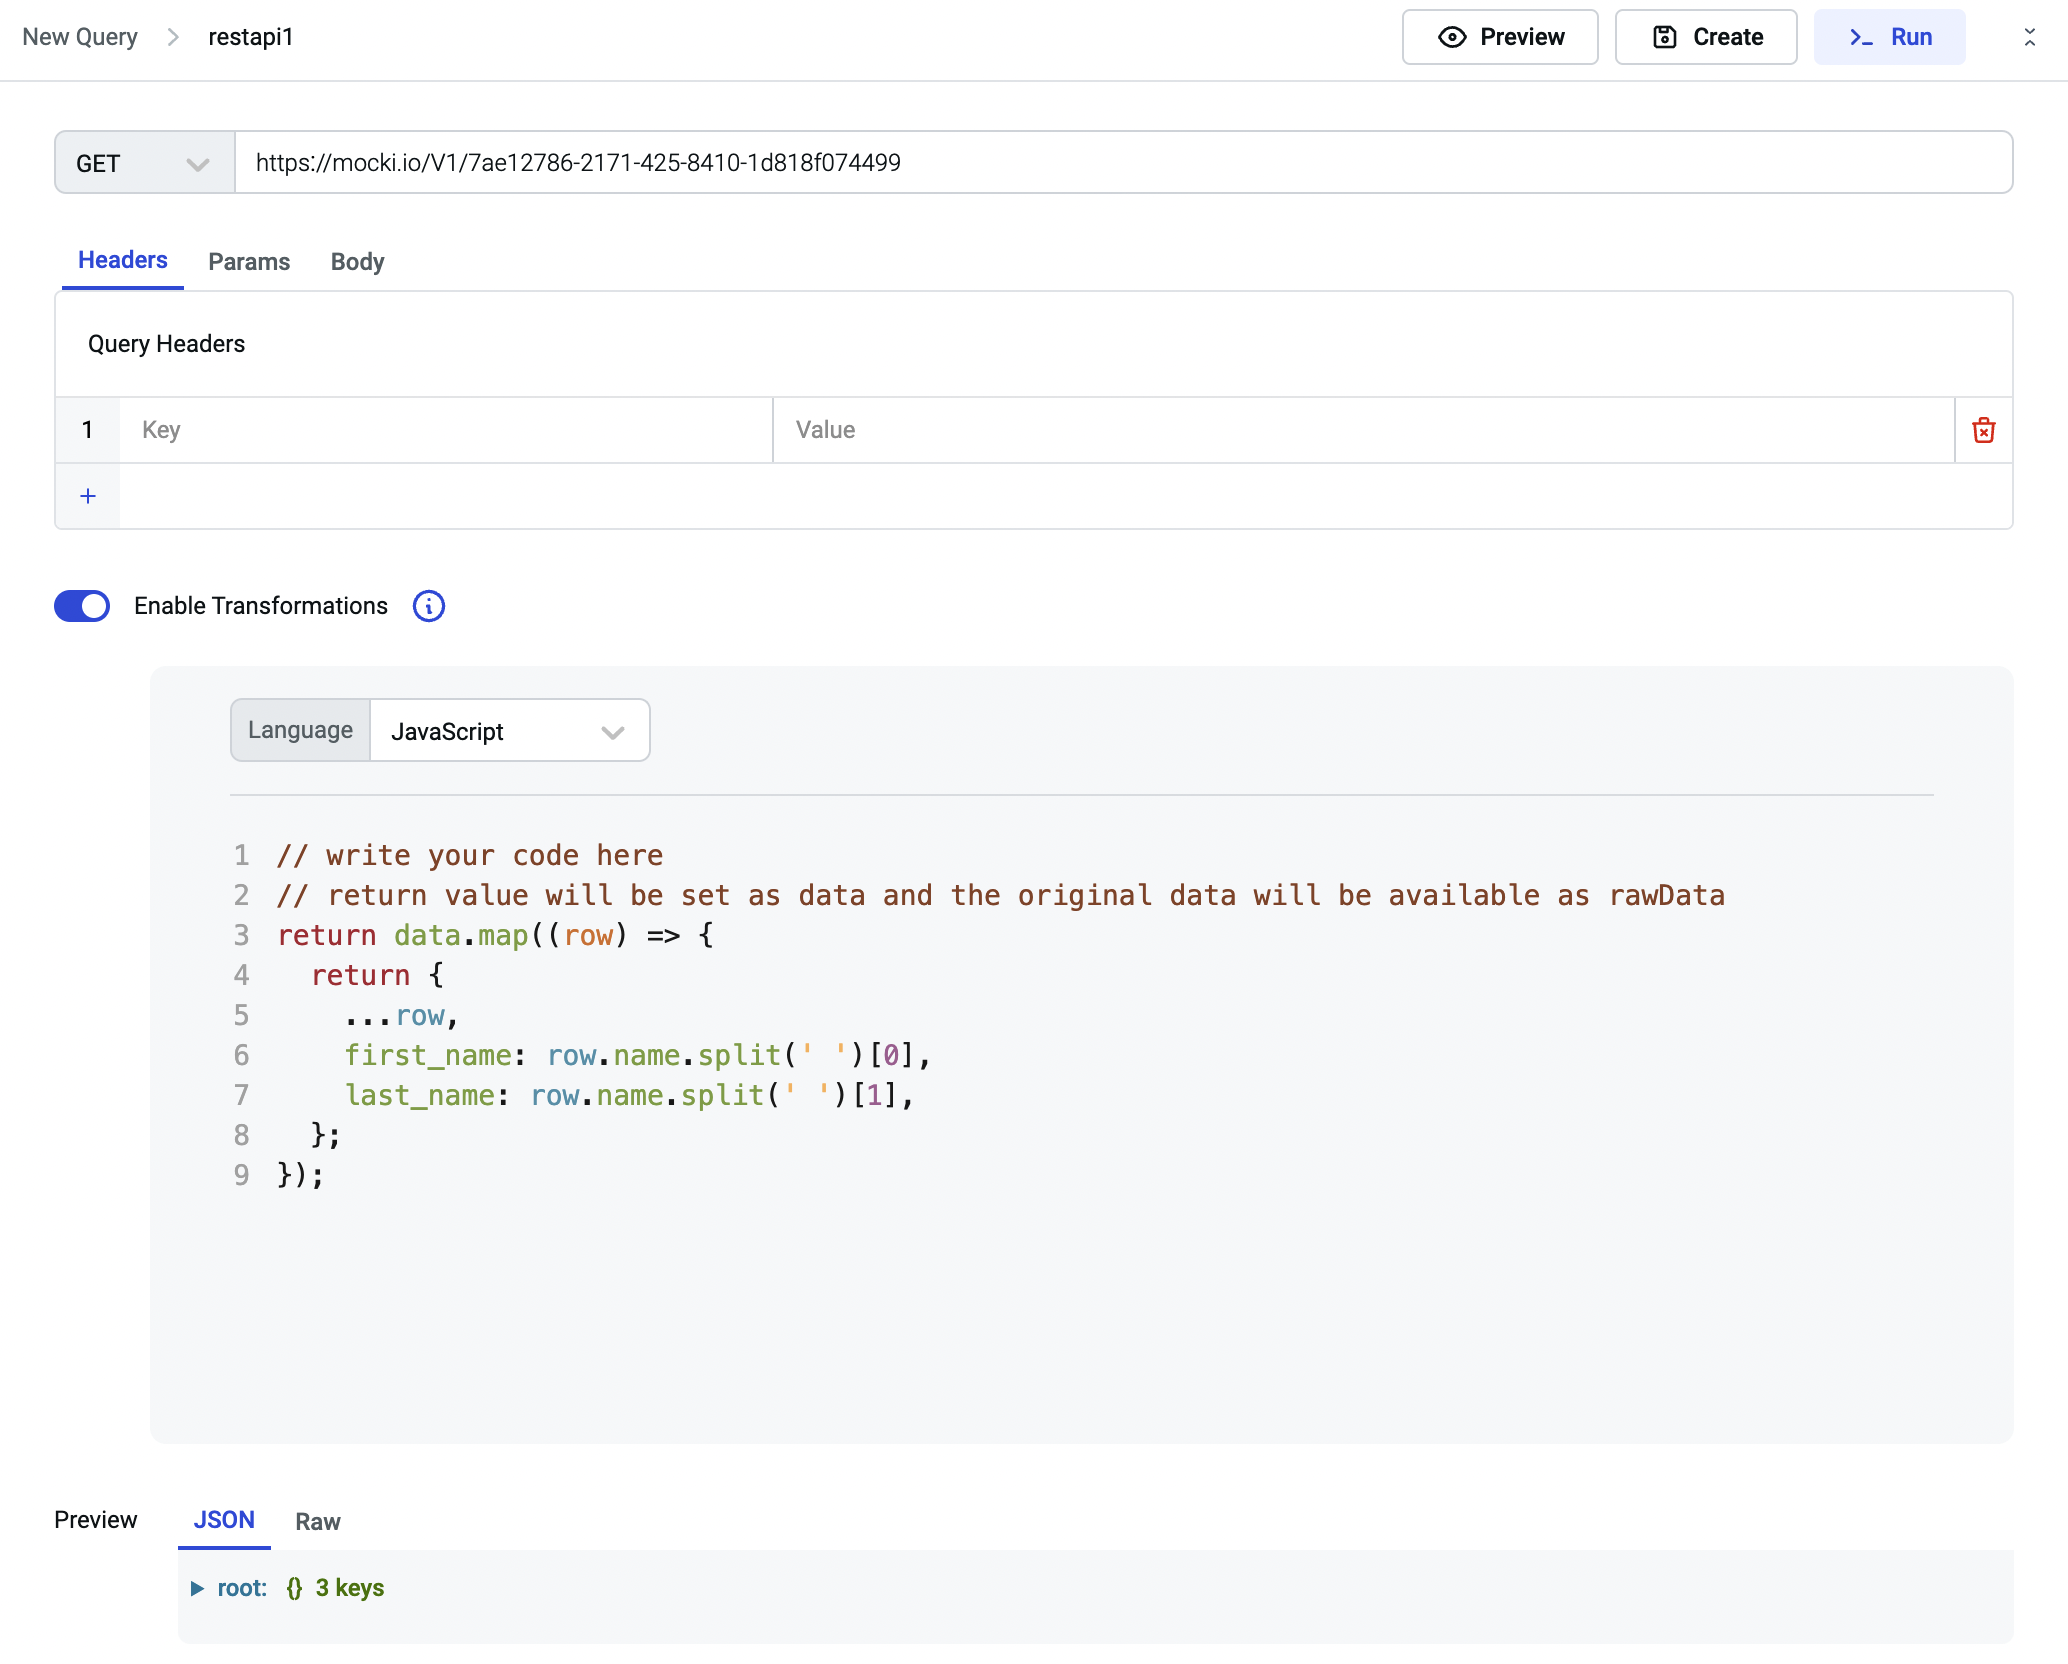 New Query > restapi1 Preview Create >_ Run
GET https://mocki.io/V1/7ae12786-2171-425-8410-1d818f074499
Headers Params Body
Query Headers
1 Key Value
+
Enable Transformations
Language JavaScript
1 // write your code here
2 // return value will be set as data and the original data will be available as rawData
3 return data.map((row) => {
4   return {
5     ...row,
6     first_name: row.name.split(' ')[0],
7     last_name: row.name.split(' ')[1],
8   };
9 });
Preview JSON Raw
root: {} 3 keys